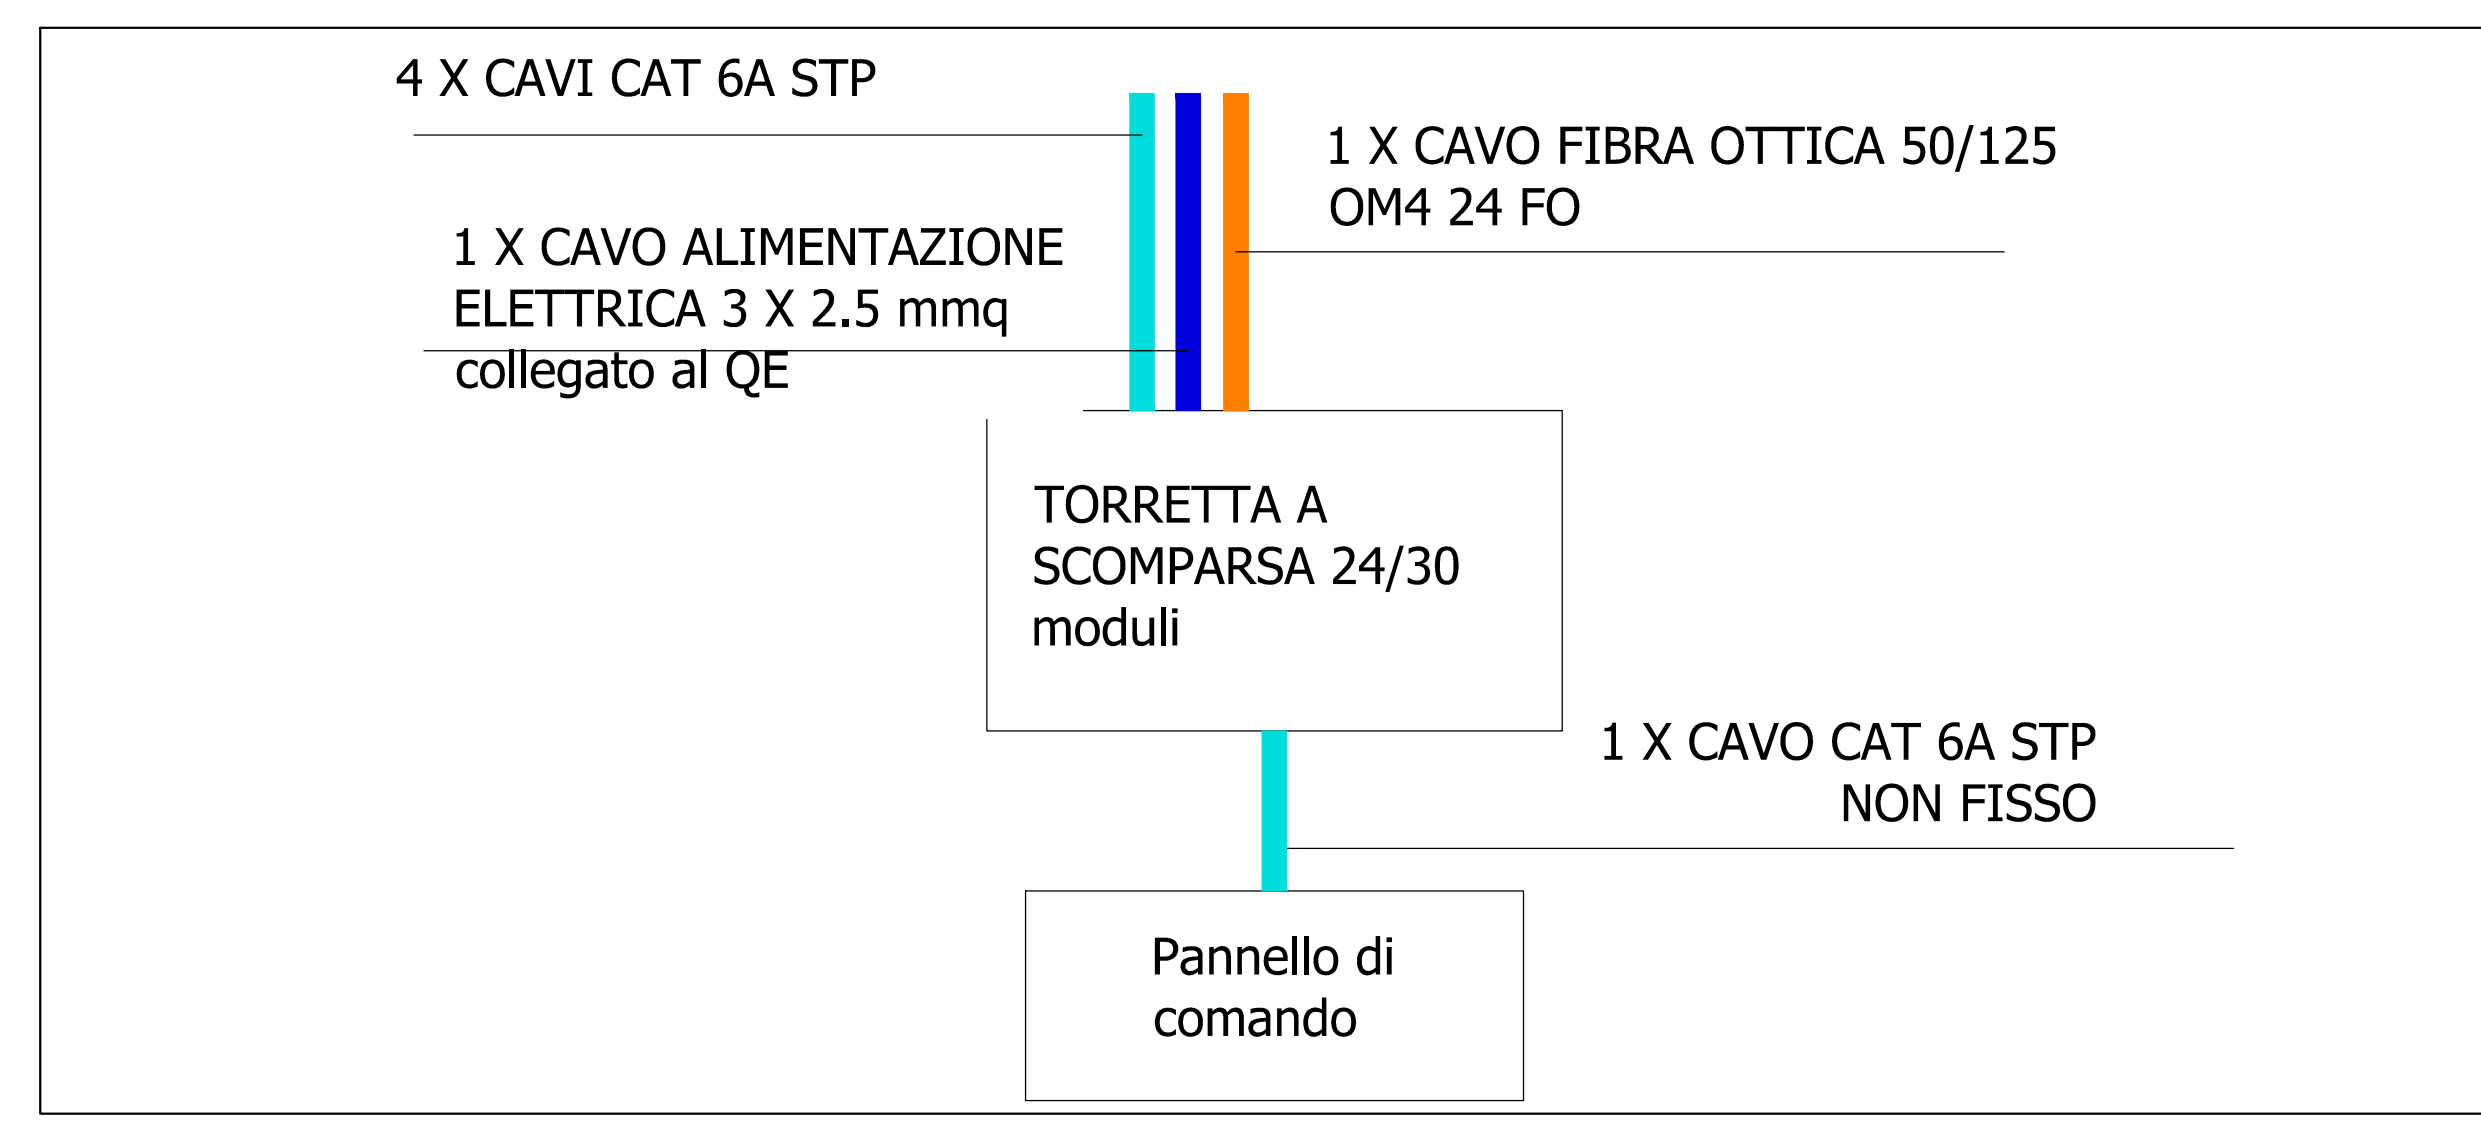 4 X CAVI CAT 6A STP
1 X CAVO FIBRA OTTICA 50/125
OM4 24 FO
1 X CAVO ALIMENTAZIONE
ELETTRICA 3 X 2.5 mmq
collegato al QE
TORRETTA A
SCOMPARSA 24/30
moduli
1 X CAVO CAT 6A STP
NON FISSO
Pannello di
comando